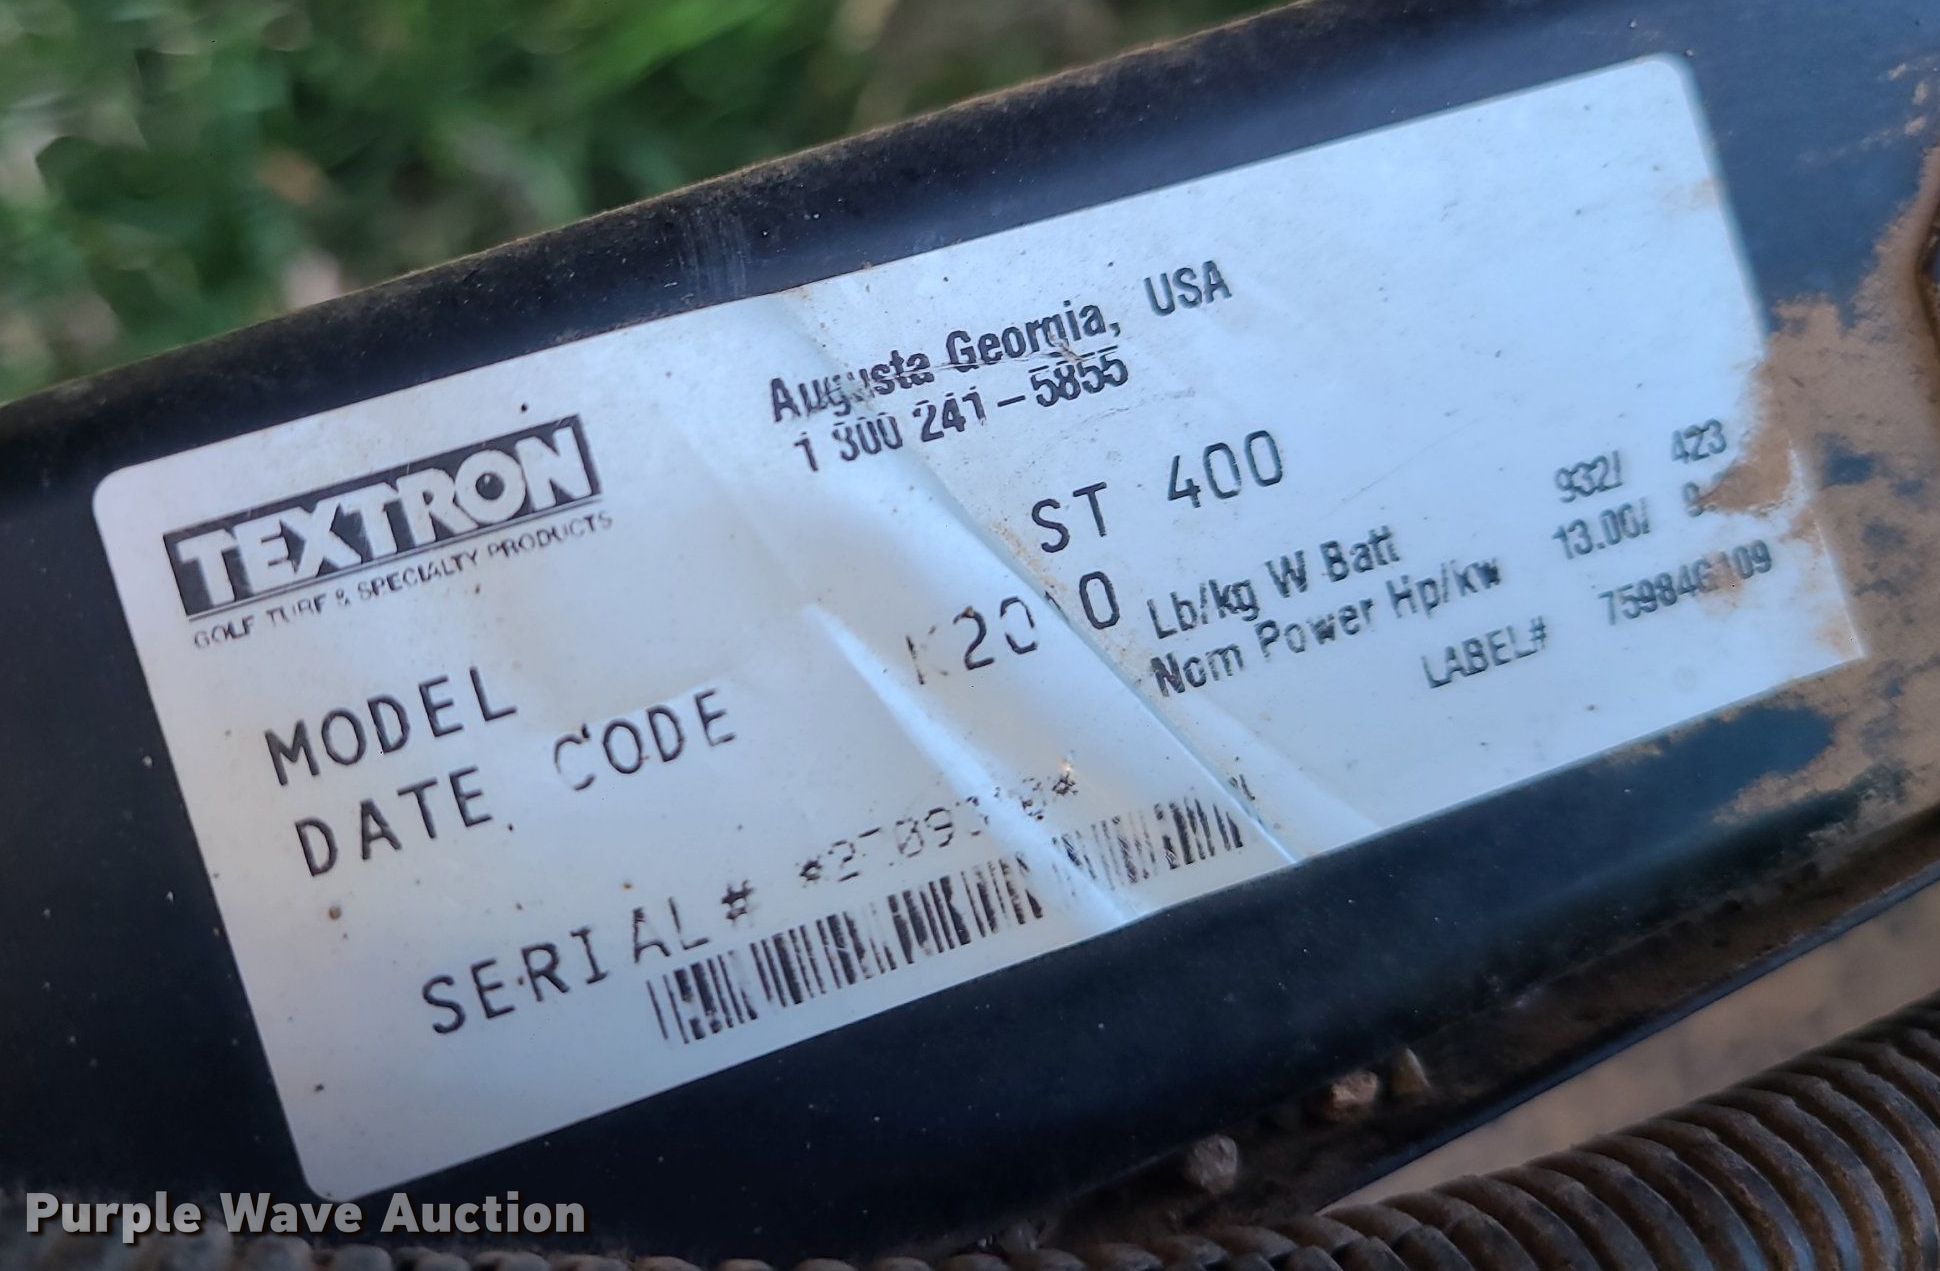 TEXTRON
GOLF TURF & SPECIALTY PRODUCTS
Augusta Georgia, USA
1 800 241-5855
MODEL ST 400
DATE CODE
Lb/kg W Batt 932/ 423
Nom Power Hp/kw 13.00/
LABEL#
SERIAL#
Purple Wave Auction